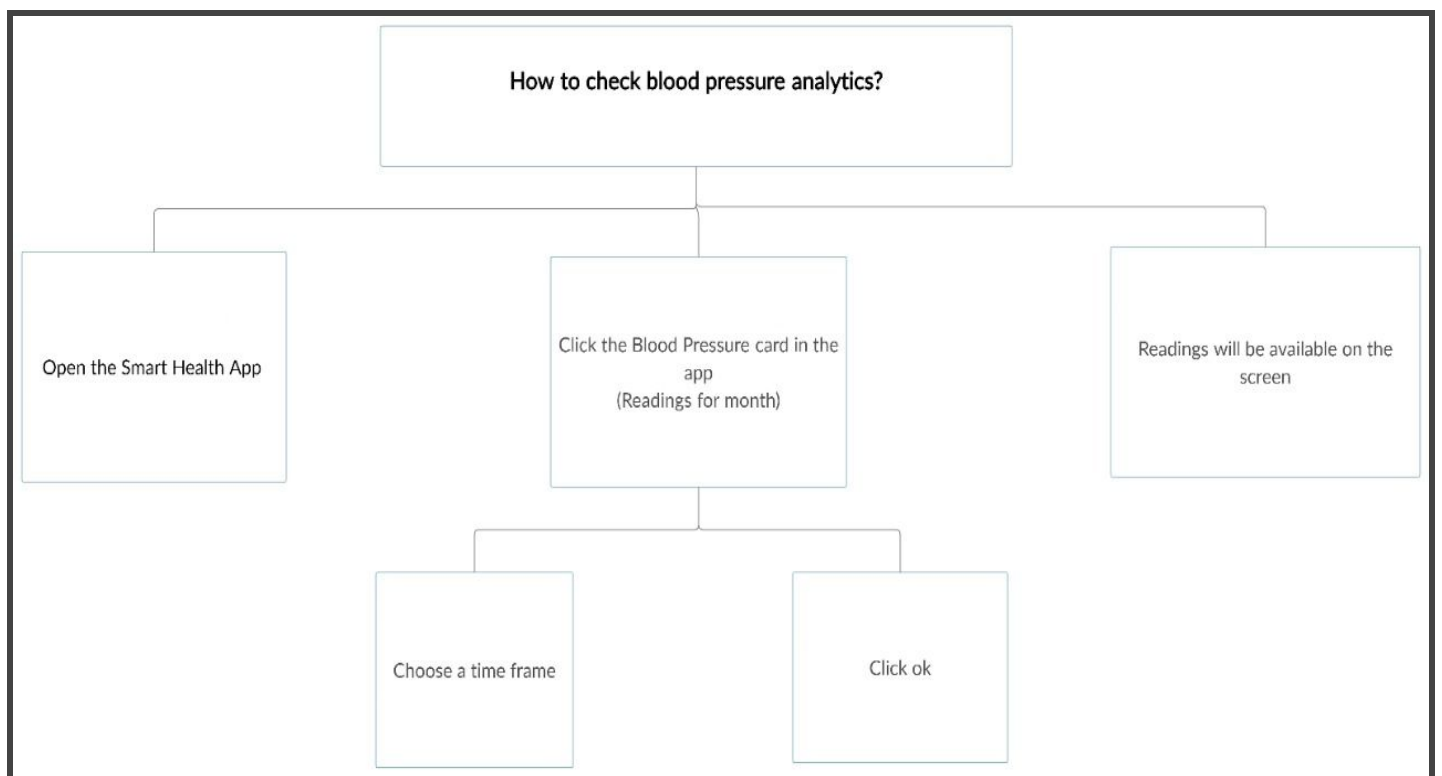 How to check blood pressure analytics?
Open the Smart Health App
Click the Blood Pressure card in the
app
(Readings for month)
Readings will be available on the
screen
Choose a time frame
Click ok